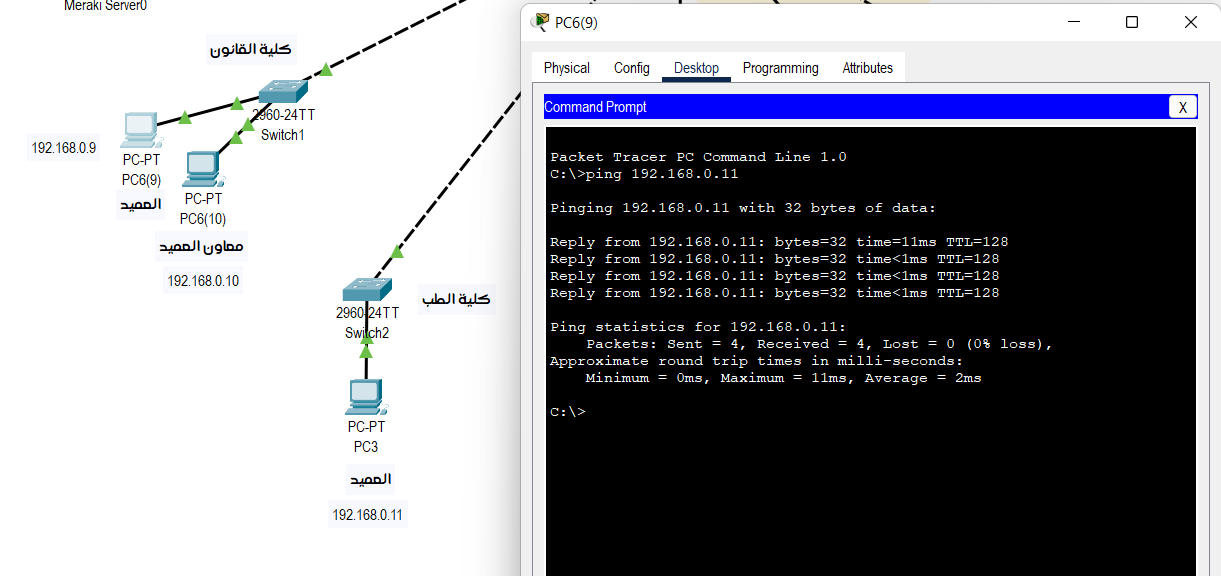 Meraki Server0
كلية القانون
2960-24TT
Switch1
192.168.0.9
PC-PT
PC6(9)
العميد
PC-PT
PC6(10)
معاون العميد
192.168.0.10
2960-24TT
Switch2
كلية الطب
PC-PT
PC3
العميد
192.168.0.11
PC6(9)
Physical Config Desktop Programming Attributes
Command Prompt
X
Packet Tracer PC Command Line 1.0
C:\>ping 192.168.0.11
Pinging 192.168.0.11 with 32 bytes of data:
Reply from 192.168.0.11: bytes=32 time=11ms TTL=128
Reply from 192.168.0.11: bytes=32 time<1ms TTL=128
Reply from 192.168.0.11: bytes=32 time<1ms TTL=128
Reply from 192.168.0.11: bytes=32 time<1ms TTL=128
Ping statistics for 192.168.0.11:
Packets: Sent = 4, Received = 4, Lost = 0 (0% loss),
Approximate round trip times in milli-seconds:
Minimum = 0ms, Maximum = 11ms, Average = 2ms
C:\>